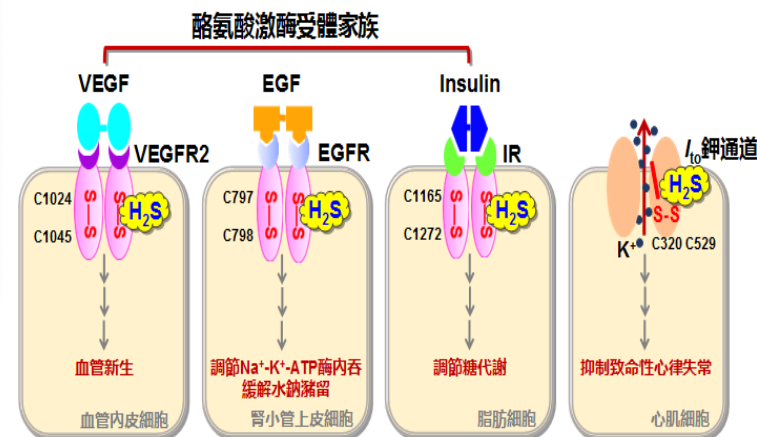 酪氨酸激酶受體家族
VEGF
VEGFR2
C1024
C1045
S—S
S—S
H₂S
血管新生
血管內皮細胞
EGF
EGFR
C797
C798
S—S
S—S
H₂S
調節Na⁺-K⁺-ATP酶內吞
緩解水鈉瀦留
腎小管上皮細胞
Insulin
IR
C1165
C1272
S—S
S—S
H₂S
調節糖代謝
脂肪細胞
Ito鉀通道
H₂S
S-S
K⁺
C320 C529
抑制致命性心律失常
心肌細胞